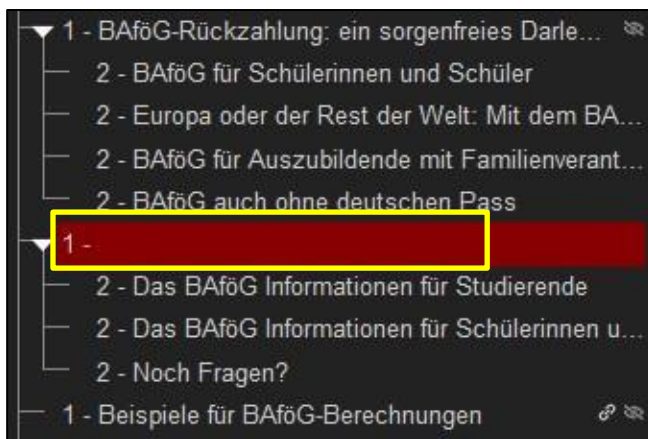 1 - BAföG-Rückzahlung: ein sorgenfreies Darle...
2 - BAföG für Schülerinnen und Schüler
2 - Europa oder der Rest der Welt: Mit dem BA...
2 - BAföG für Auszubildende mit Familienverant...
2 - BAföG auch ohne deutschen Pass
1 -
2 - Das BAföG Informationen für Studierende
2 - Das BAföG Informationen für Schülerinnen u...
2 - Noch Fragen?
1 - Beispiele für BAföG-Berechnungen